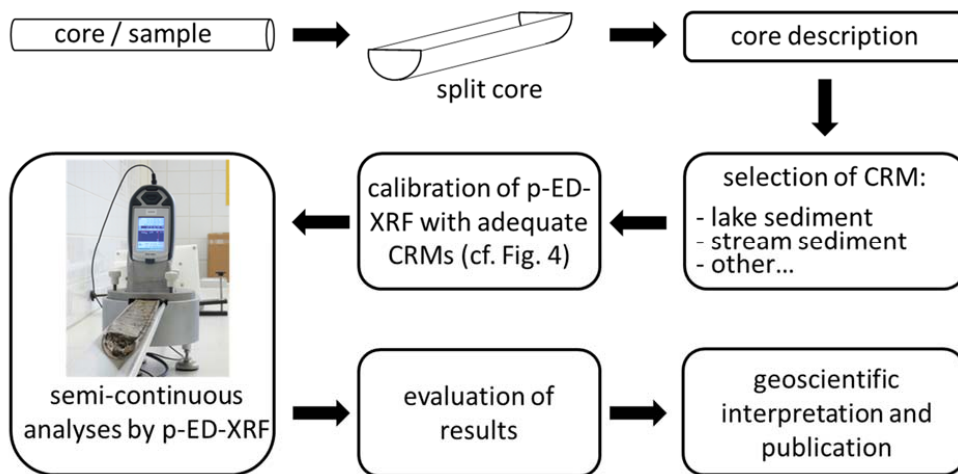 core / sample
split core
core description
selection of CRM:
- lake sediment
- stream sediment
- other...
calibration of p-ED-
XRF with adequate
CRMs (cf. Fig. 4)
semi-continuous
analyses by p-ED-XRF
evaluation of
results
geoscientific
interpretation and
publication